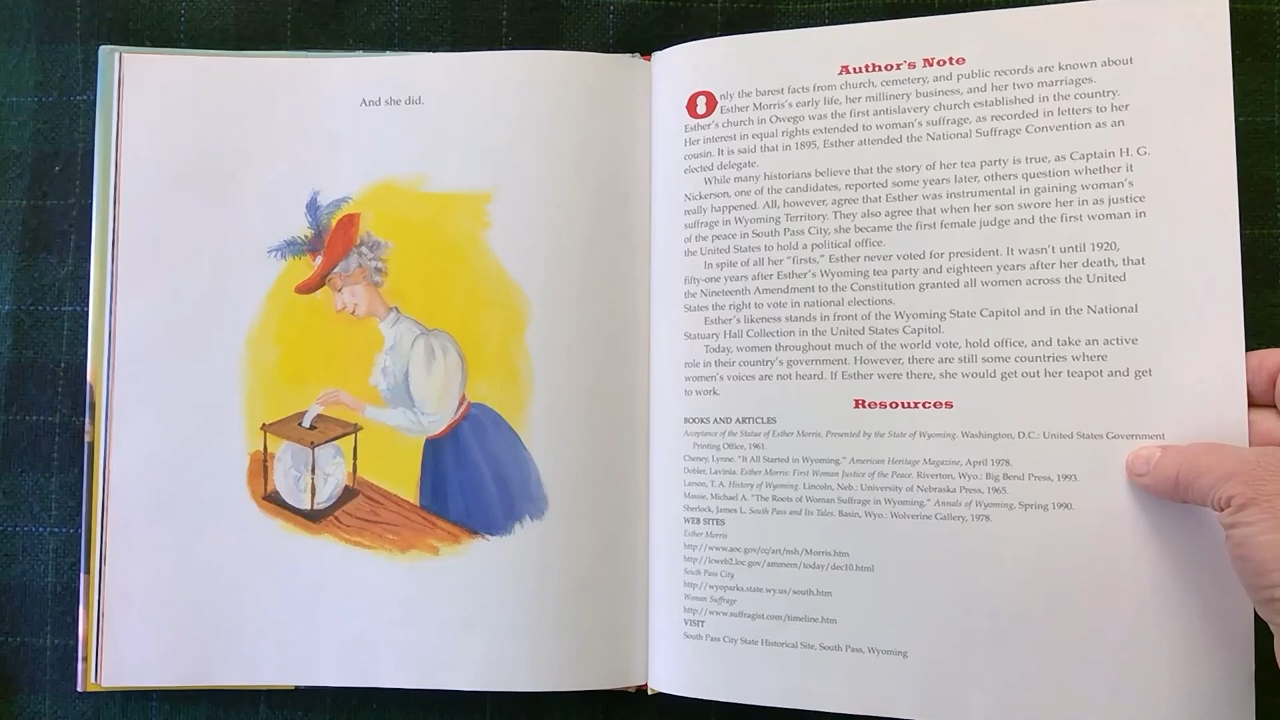 And she did.
Author's Note
Only the barest facts from church, cemetery, and public records are known about
Esther Morris's early life, her millinery business, and her two marriages.
Esther's church in Owego was the first antislavery church established in the country.
Her interest in equal rights extended to woman's suffrage, as recorded in letters to her
cousin. It is said that in 1895, Esther attended the National Suffrage Convention as an
elected delegate.
While many historians believe that the story of her tea party is true, as Captain H. G.
Nickerson, one of the candidates, reported some years later, others question whether it
really happened. All, however, agree that Esther was instrumental in gaining woman's
suffrage in Wyoming Territory. They also agree that when her son swore her in as justice
of the peace in South Pass City, she became the first female judge and the first woman in
the United States to hold a political office.
In spite of all her "firsts," Esther never voted for president. It wasn't until 1920,
fifty-one years after Esther's Wyoming tea party and eighteen years after her death, that
the Nineteenth Amendment to the Constitution granted all women across the United
States the right to vote in national elections.
Esther's likeness stands in front of the Wyoming State Capitol and in the National
Statuary Hall Collection in the United States Capitol.
Today, women throughout much of the world vote, hold office, and take an active
role in their country's government. However, there are still some countries where
women's voices are not heard. If Esther were there, she would get out her teapot and get
to work.
Resources
BOOKS AND ARTICLES
Acceptance of the Statue of Esther Morris, Presented by the State of Wyoming. Washington, D.C.: United States Government
Printing Office, 1961.
Cheney, Lynne. "It All Started in Wyoming." American Heritage Magazine, April 1978.
Dobler, Lavinia. Esther Morris: First Woman Justice of the Peace. Riverton, Wyo.: Big Bend Press, 1993.
Larson, T. A. History of Wyoming. Lincoln, Neb.: University of Nebraska Press, 1965.
Massie, Michael A. "The Roots of Woman Suffrage in Wyoming." Annals of Wyoming, Spring 1990.
Sherlock, James L. South Pass and Its Tales. Basin, Wyo.: Wolverine Gallery, 1978.
WEB SITES
Esther Morris
http://www.aoc.gov/cc/art/nsh/Morris.htm
http://lcweb2.loc.gov/ammem/today/dec10.html
South Pass City
http://wyoparks.state.wy.us/south.htm
Woman Suffrage
http://www.suffragist.com/timeline.htm
VISIT
South Pass City State Historical Site, South Pass, Wyoming